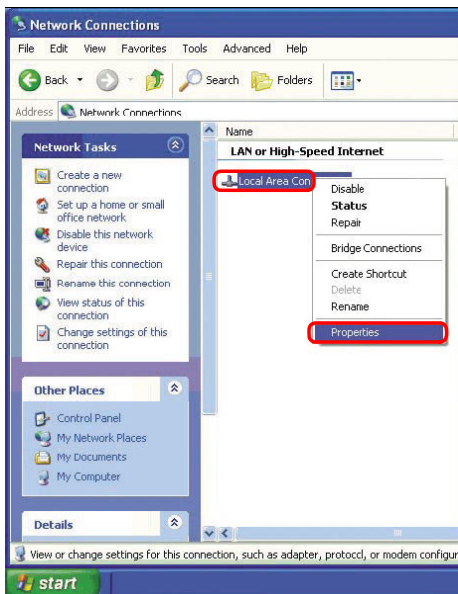 Network Connections
File Edit View Favorites Tools Advanced Help
Back Search Folders
Address Network Connections
Network Tasks
Create a new
connection
Set up a home or small
office network
Disable this network
device
Repair this connection
Rename this connection
View status of this
connection
Change settings of this
connection
Other Places
Control Panel
My Network Places
My Documents
My Computer
Details
Name
LAN or High-Speed Internet
Local Area Con
Disable
Status
Repair
Bridge Connections
Create Shortcut
Delete
Rename
Properties
View or change settings for this connection, such as adapter, protocol, or modem configur
start